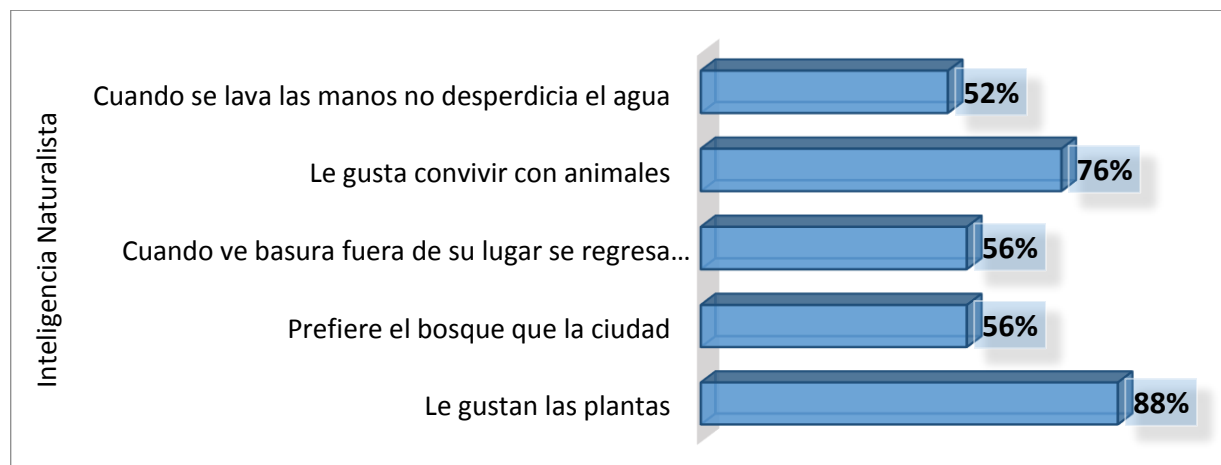 Inteligencia Naturalista
Cuando se lava las manos no desperdicia el agua
52%
Le gusta convivir con animales
76%
Cuando ve basura fuera de su lugar se regresa…
56%
Prefiere el bosque que la ciudad
56%
Le gustan las plantas
88%